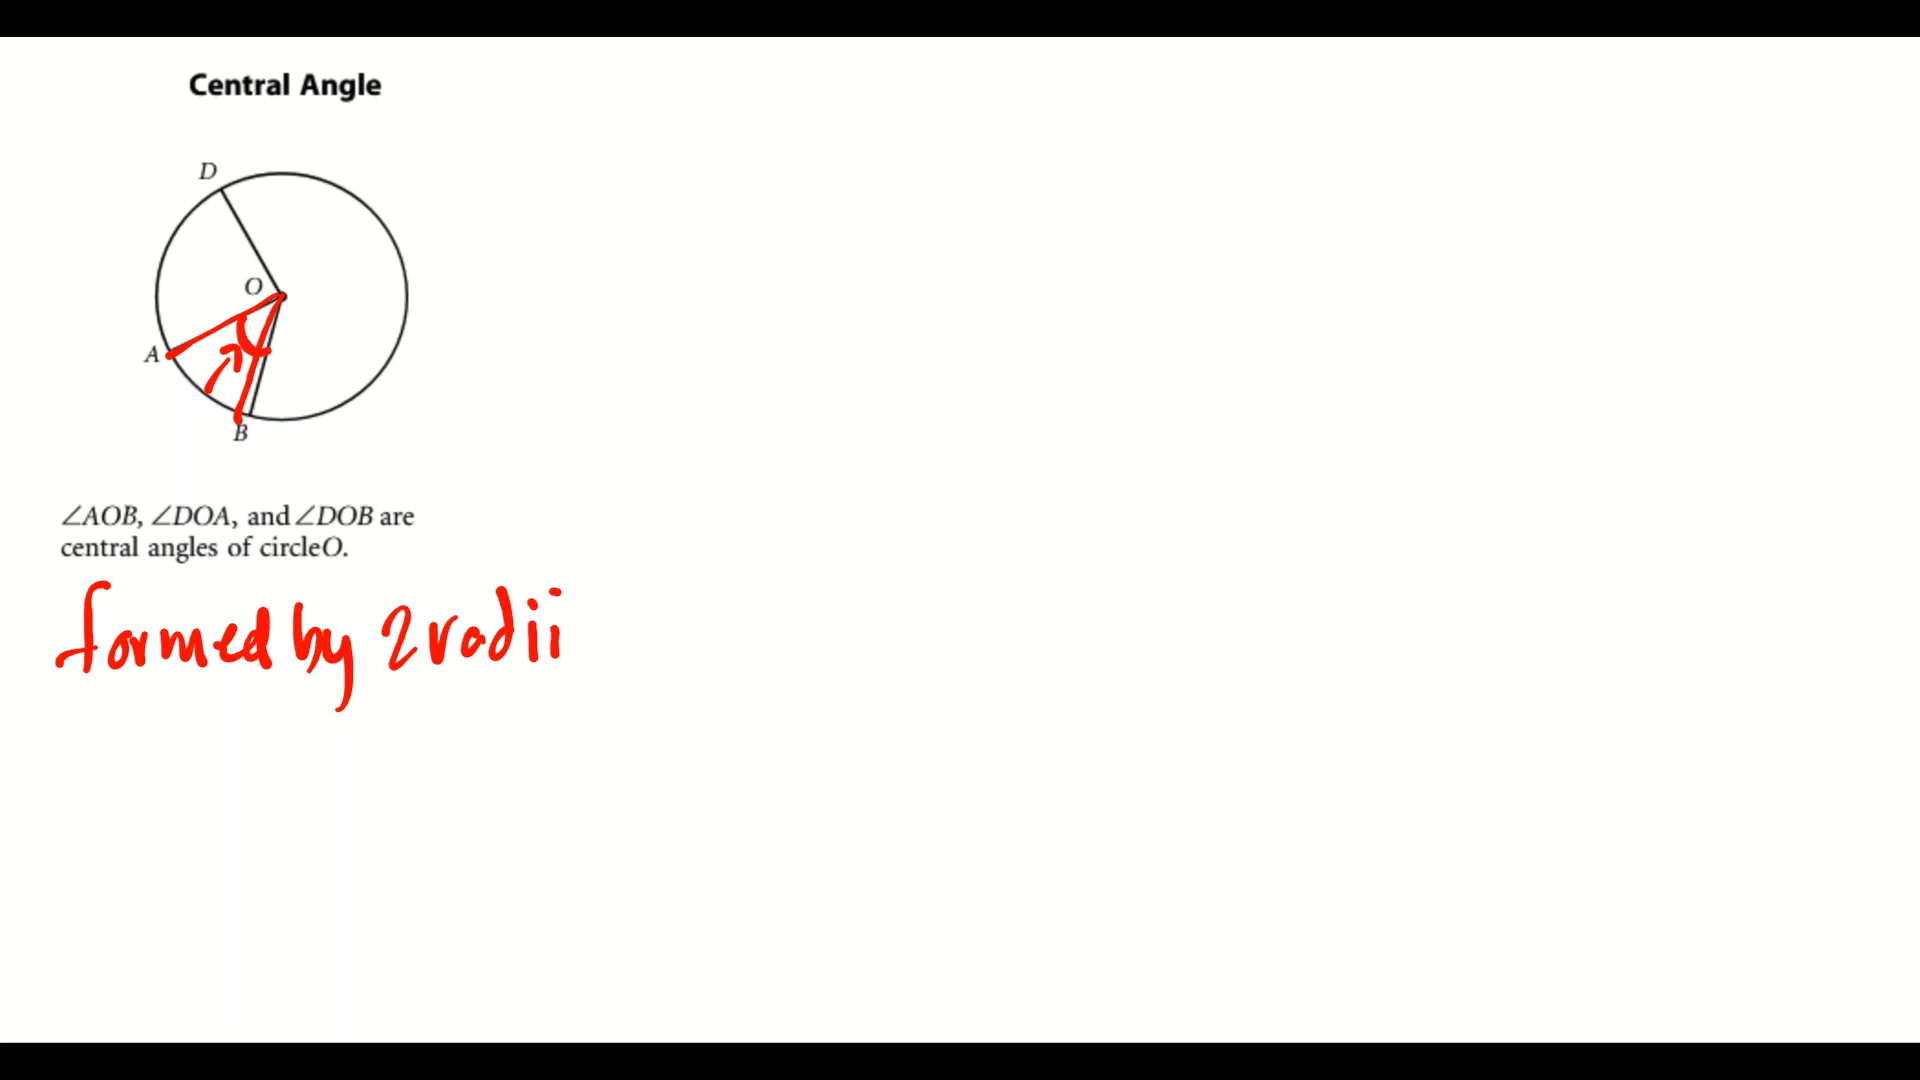 Central Angle
D
O
A
B
∠AOB, ∠DOA, and ∠DOB are
central angles of circle O.
formed by 2 radii